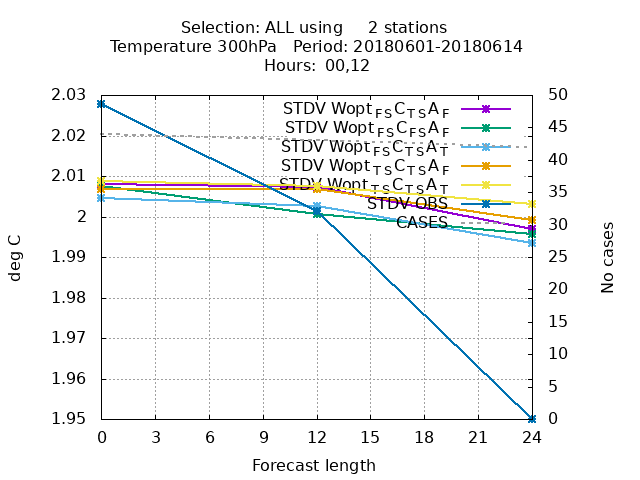 Selection: ALL using     2 stations
Temperature 300hPa   Period: 20180601-20180614
Hours:  00,12
2.03
2.02
2.01
2
1.99
1.98
1.97
1.96
1.95
50
45
40
35
30
25
20
15
10
5
0
deg C
No cases
STDV Wopt FS C TS A F
STDV Wopt FS C FS A F
STDV Wopt FS C TS A T
STDV Wopt TS C TS A F
STDV Wopt TS C TS A T
STDV OBS
CASES
0 3 6 9 12 15 18 21 24
Forecast length